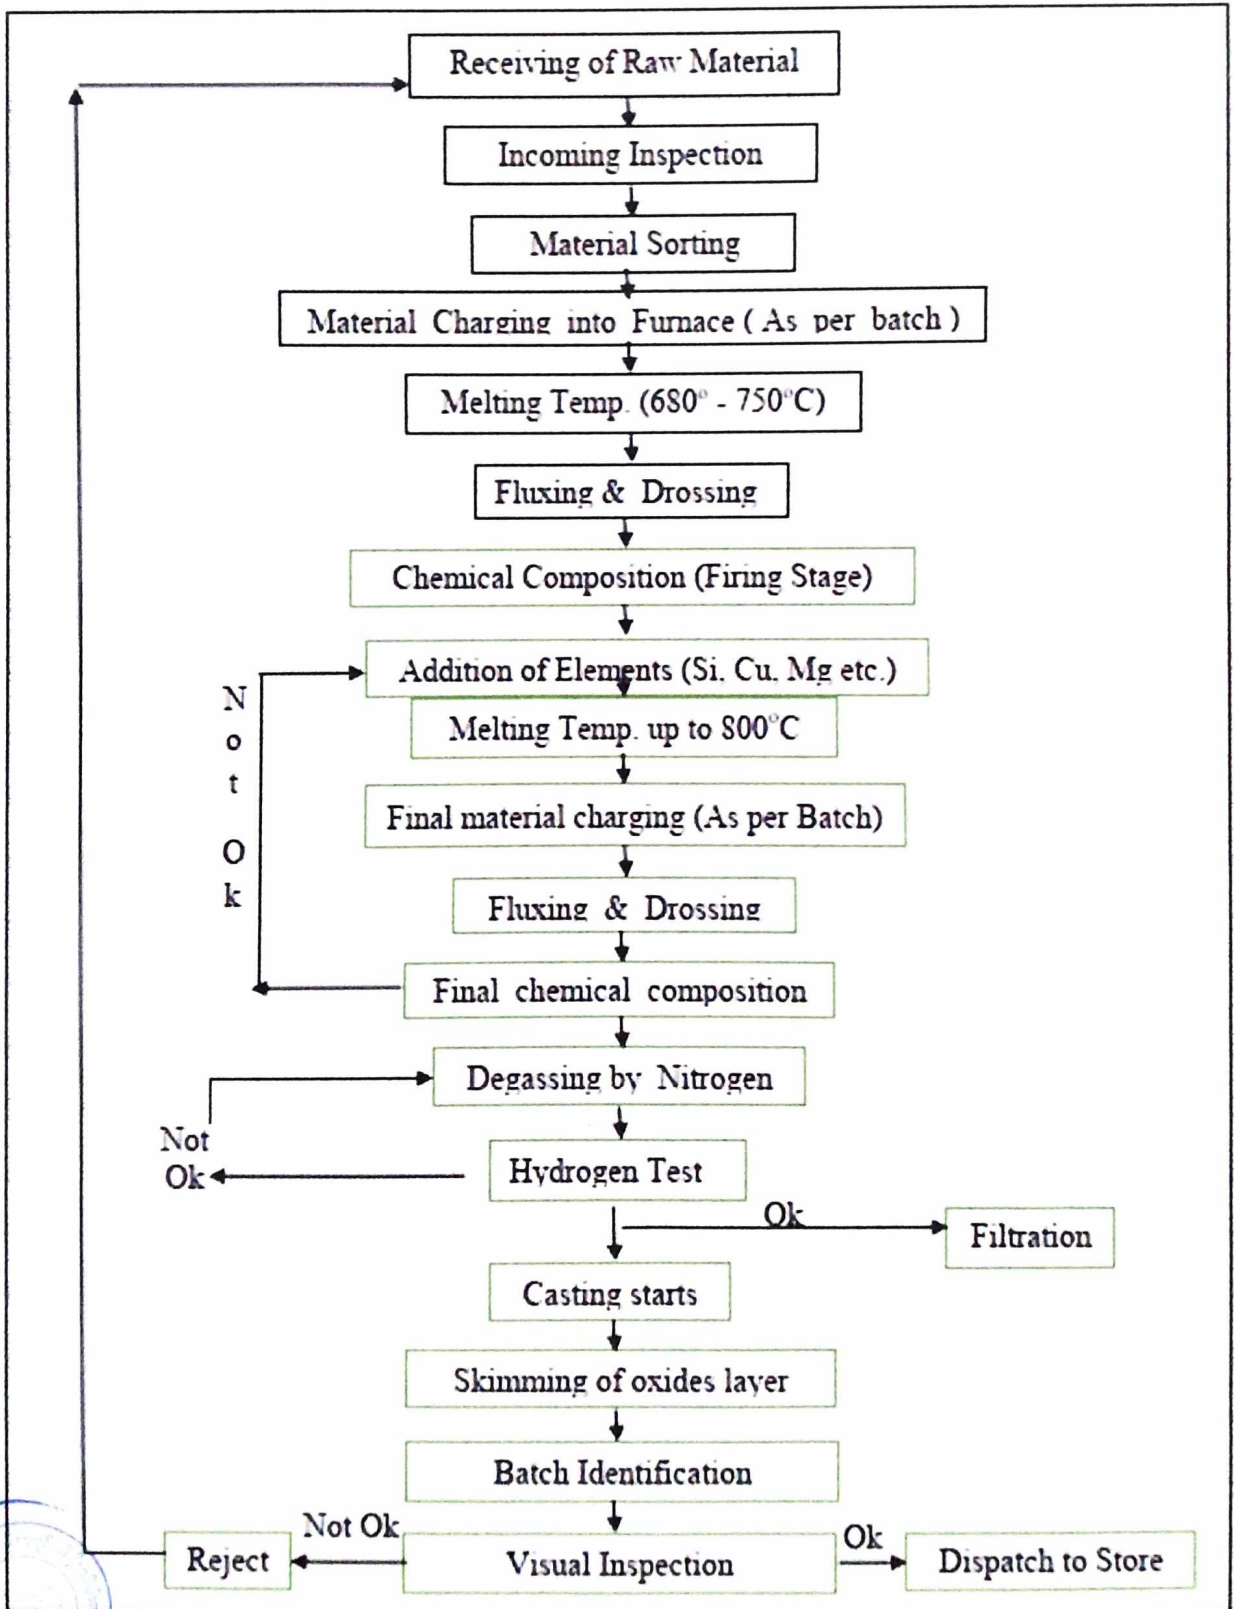 Receiving of Raw Material
Incoming Inspection
Material Sorting
Material Charging into Furnace ( As per batch )
Melting Temp. (680° - 750°C)
Fluxing & Drossing
Chemical Composition (Firing Stage)
Addition of Elements (Si, Cu, Mg etc.)
Melting Temp. up to 800°C
Final material charging (As per Batch)
Fluxing & Drossing
Not Ok
Final chemical composition
Degassing by Nitrogen
Not
Ok
Hydrogen Test
Ok
Filtration
Casting starts
Skimming of oxides layer
Batch Identification
Reject
Not Ok
Visual Inspection
Ok
Dispatch to Store